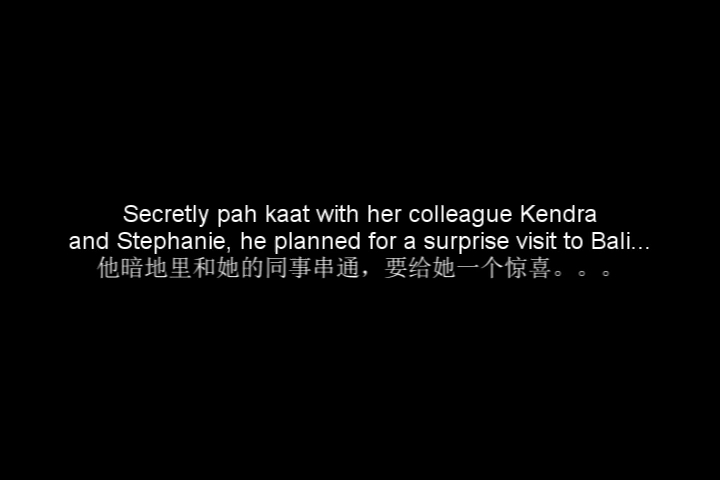 Secretly pah kaat with her colleague Kendra
and Stephanie, he planned for a surprise visit to Bali...
他暗地里和她的同事串通，要给她一个惊喜。。。